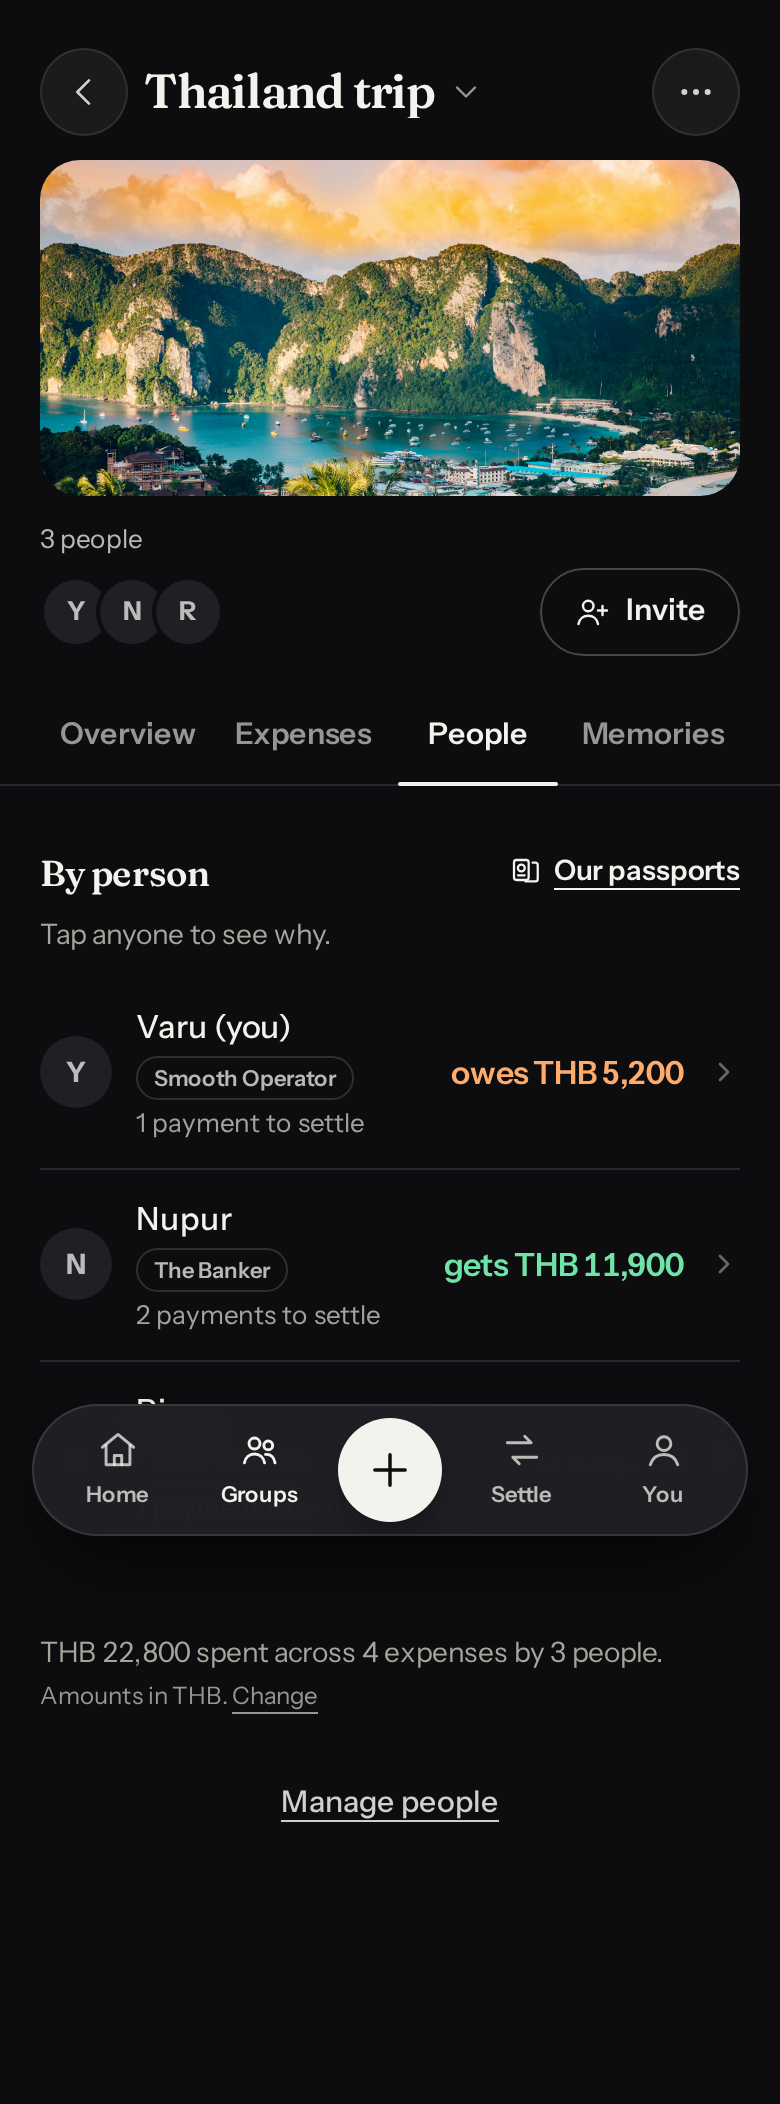 Thailand trip
3 people
Y N R
Invite
Overview Expenses People Memories
By person
Our passports
Tap anyone to see why.
Y
Varu (you)
Smooth Operator
1 payment to settle
owes THB 5,200
N
Nupur
The Banker
2 payments to settle
gets THB 11,900
Home Groups Settle You
THB 22,800 spent across 4 expenses by 3 people.
Amounts in THB. Change
Manage people